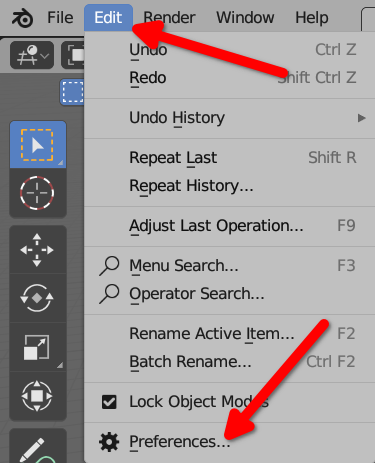 File Edit Render Window Help
Undo Ctrl Z
Redo Shift Ctrl Z
Undo History
Repeat Last Shift R
Repeat History...
Adjust Last Operation... F9
Menu Search... F3
Operator Search...
Rename Active Item... F2
Batch Rename... Ctrl F2
Lock Object Modes
Preferences...